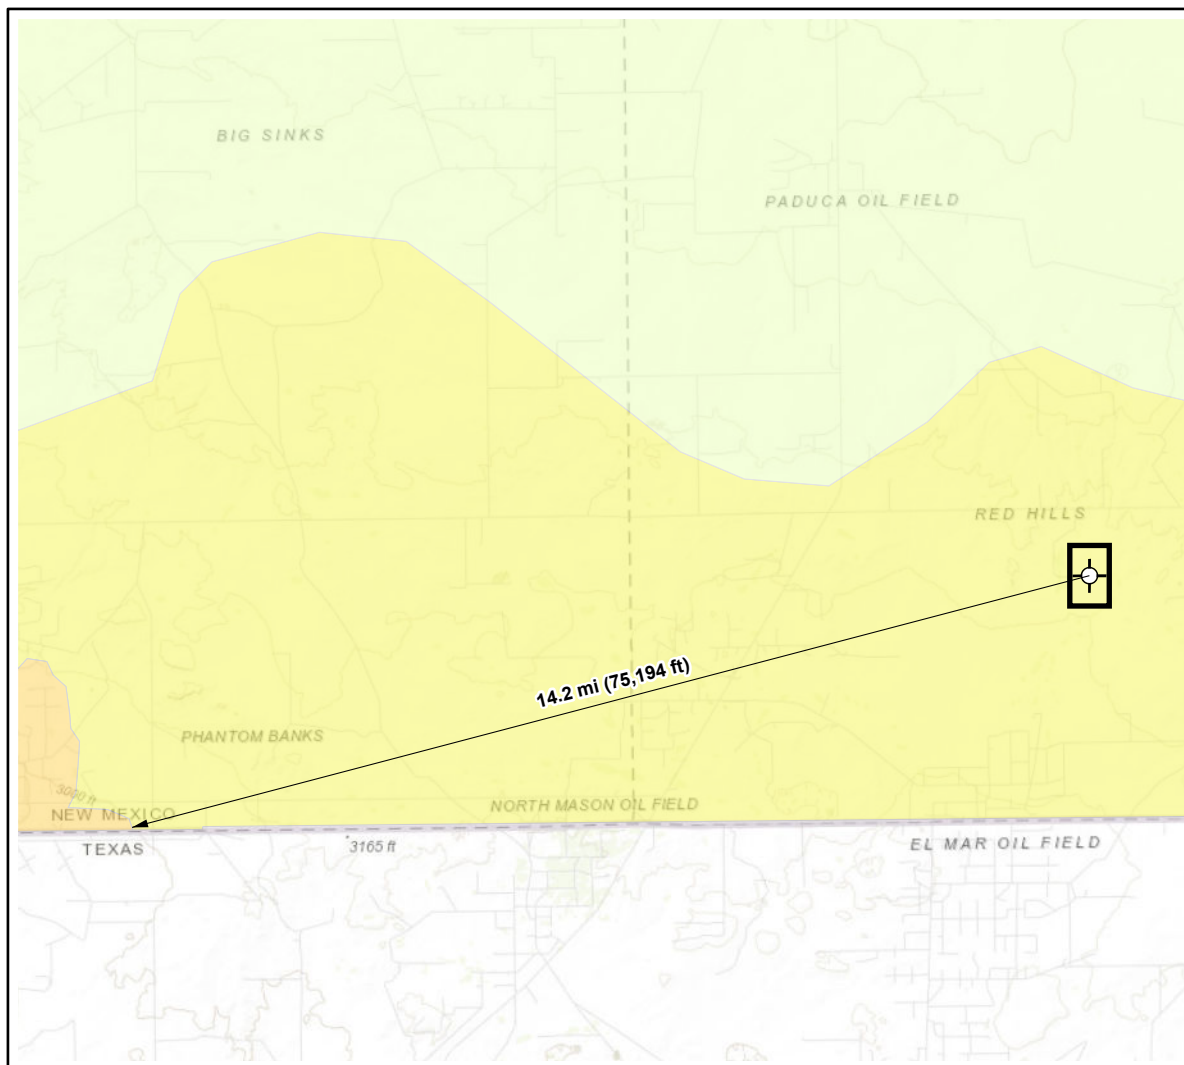 BIG SINKS
PADUCA OIL FIELD
RED HILLS
14.2 mi (75,194 ft)
PHANTOM BANKS
3000 ft
NEW MEXICO
NORTH MASON OIL FIELD
TEXAS
3165 ft
EL MAR OIL FIELD